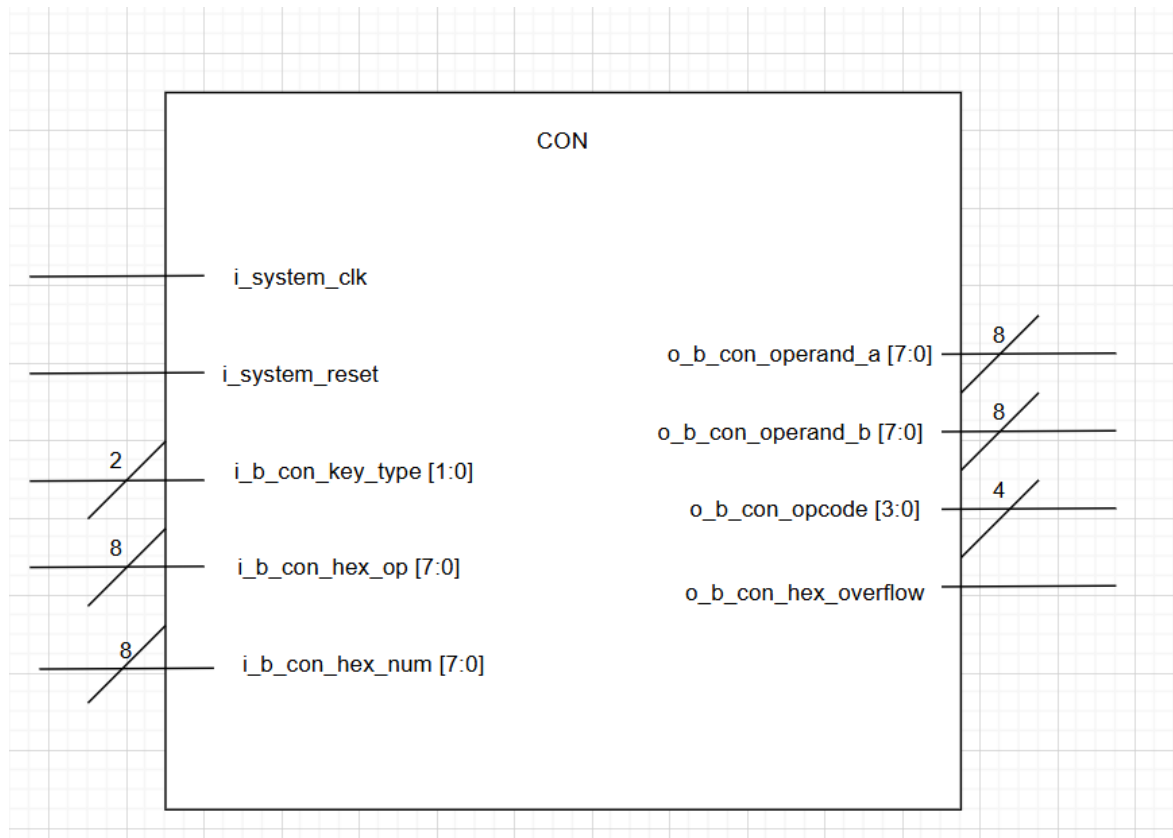 CON
i_system_clk
i_system_reset
2
i_b_con_key_type [1:0]
8
i_b_con_hex_op [7:0]
8
i_b_con_hex_num [7:0]
8
o_b_con_operand_a [7:0]
8
o_b_con_operand_b [7:0]
4
o_b_con_opcode [3:0]
o_b_con_hex_overflow